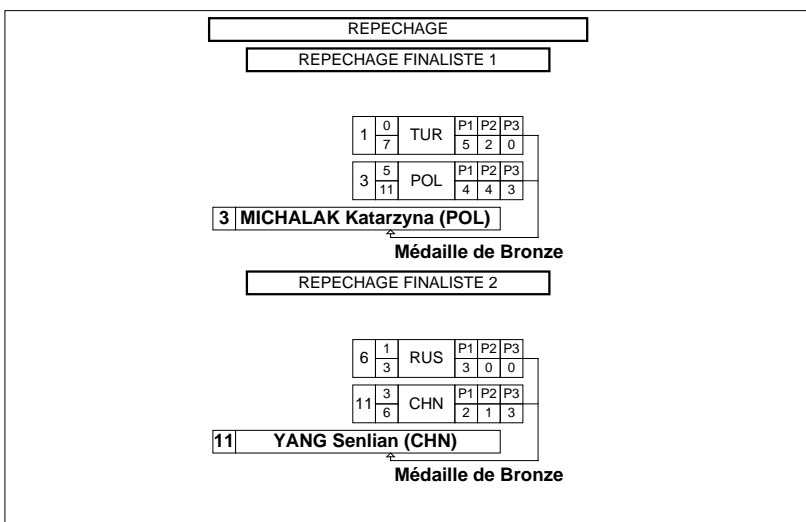 REPECHAGE
REPECHAGE FINALISTE 1
1 0 TUR P1 P2 P3
7 5 2 0
3 5 POL P1 P2 P3
11 4 4 3
3 MICHALAK Katarzyna (POL)
Médaille de Bronze
REPECHAGE FINALISTE 2
6 1 RUS P1 P2 P3
3 3 0 0
11 3 CHN P1 P2 P3
6 2 1 3
11 YANG Senlian (CHN)
Médaille de Bronze